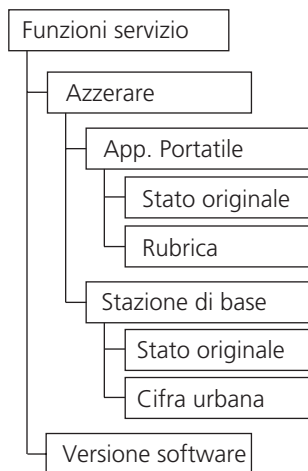 Funzioni servizio
Azzerare
App. Portatile
Stato originale
Rubrica
Stazione di base
Stato originale
Cifra urbana
Versione software